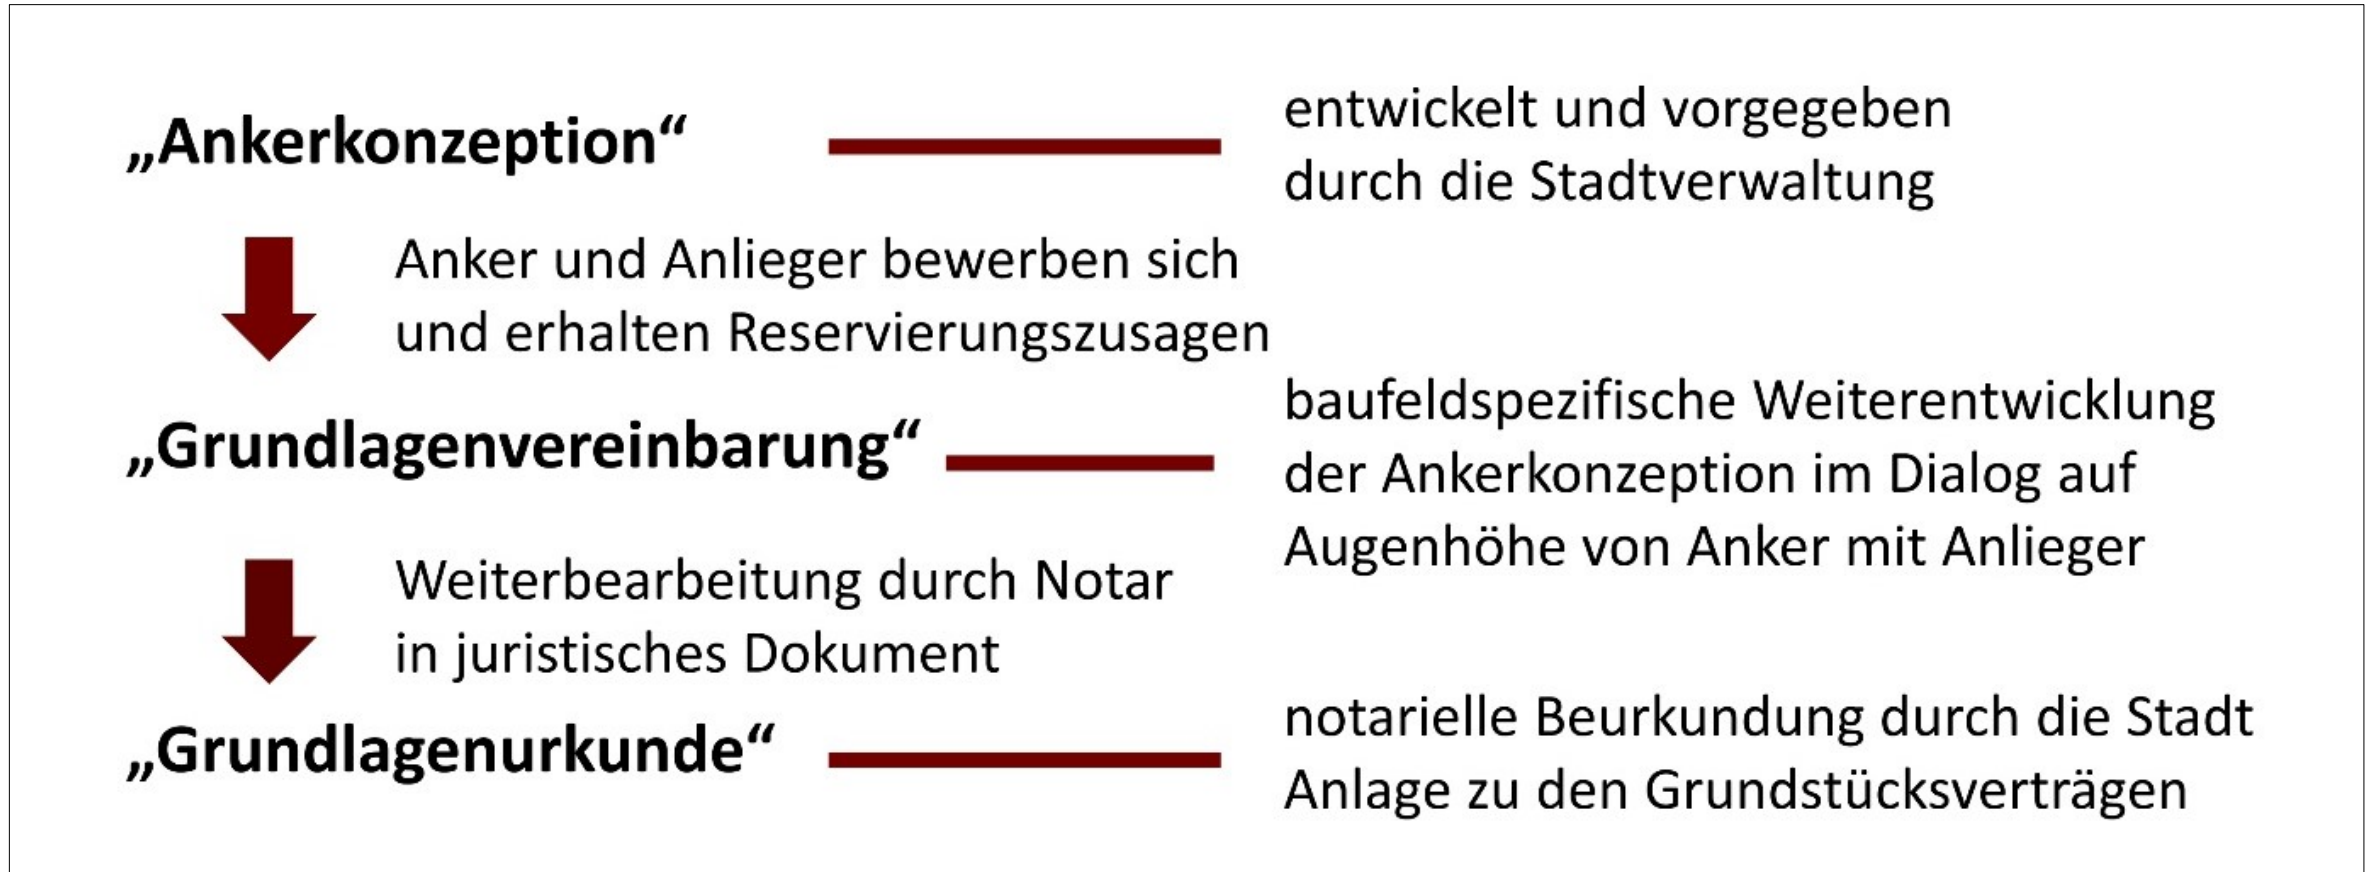 „Ankerkonzeption“
entwickelt und vorgegeben
durch die Stadtverwaltung
Anker und Anlieger bewerben sich
und erhalten Reservierungszusagen
„Grundlagenvereinbarung“
baufeldspezifische Weiterentwicklung
der Ankerkonzeption im Dialog auf
Augenhöhe von Anker mit Anlieger
Weiterbearbeitung durch Notar
in juristisches Dokument
„Grundlagenurkunde“
notarielle Beurkundung durch die Stadt
Anlage zu den Grundstücksverträgen